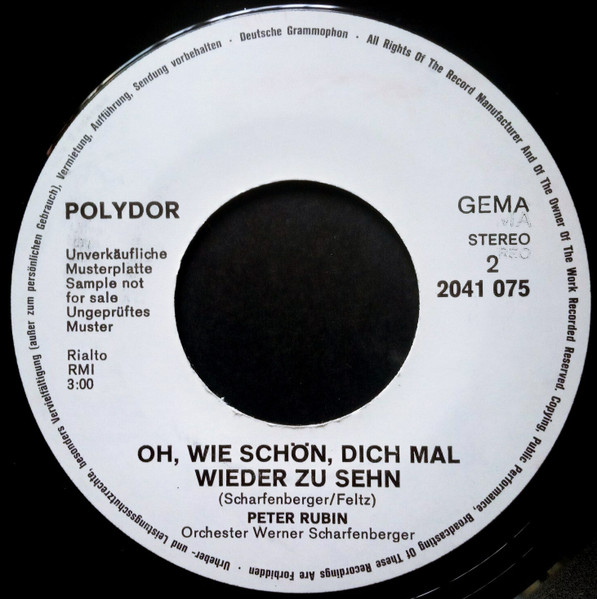 Urheber- und Leistungsschutzrechte, besonders Vervielfältigung (außer zum persönlichen Gebrauch), Vermietung, Aufführung, Sendung vorbehalten · Deutsche Grammophon · All Rights Of The Record Manufacturer And Of The Owner Of The Work Recorded Reserved. Copying, Public Performance, Broadcasting Of These Recordings Are Forbidden ·
POLYDOR
GEMA
Unverkäufliche
Musterplatte
Sample not
for sale
Ungeprüftes
Muster
STEREO
2
2041 075
Rialto
RMI
3:00
OH, WIE SCHÖN, DICH MAL
WIEDER ZU SEHN
(Scharfenberger/Feltz)
PETER RUBIN
Orchester Werner Scharfenberger